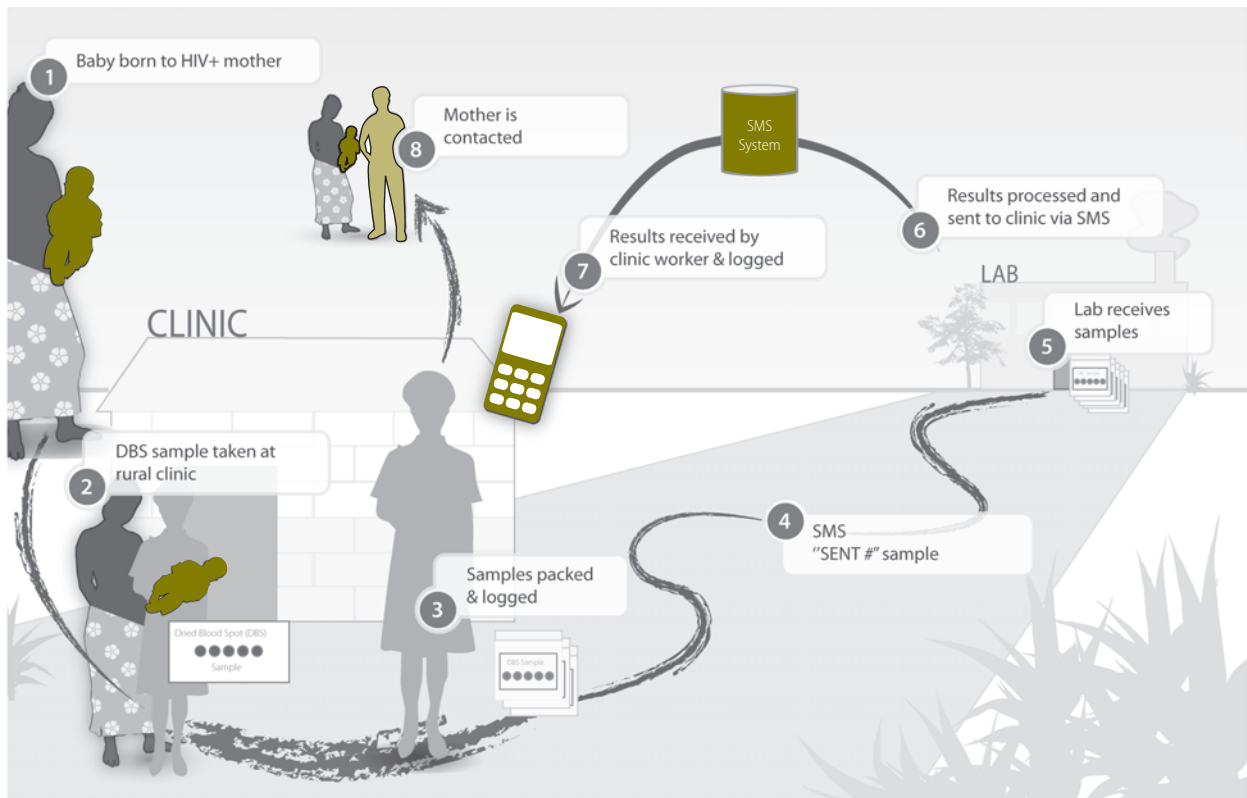 1
Baby born to HIV+ mother
8
Mother is
contacted
SMS
System
6
Results processed and
sent to clinic via SMS
7
Results received by
clinic worker & logged
LAB
5
Lab receives
samples
CLINIC
2
DBS sample taken at
rural clinic
4
SMS
“SENT #” sample
3
Samples packed
& logged
Dried Blood Spot (DBS)
Sample
DBS Sample
DBS Sample